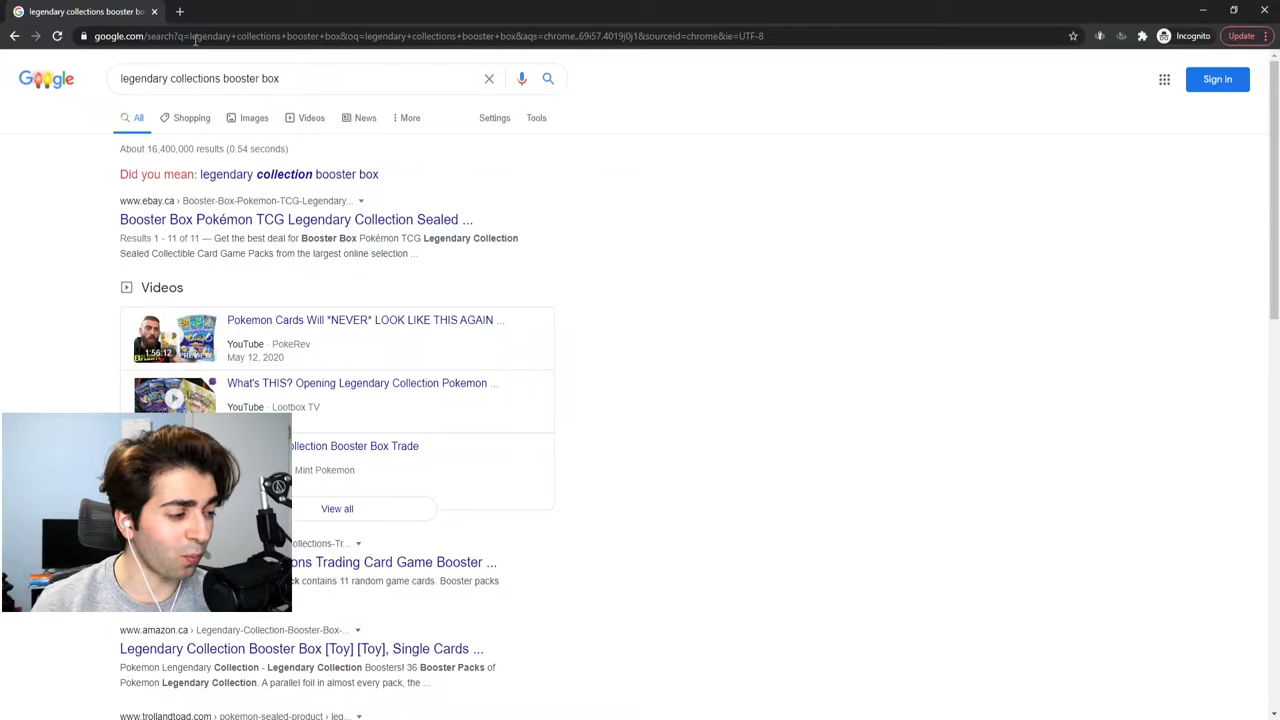 legendary collections booster bo
google.com/search?q=legendary+collections+booster+box&oq=legendary+collections+booster+box&aqs=chrome..69i57.4019j0j1&sourceid=chrome&ie=UTF-8
Incognito
Update
Google
legendary collections booster box
Sign in
All
Shopping
Images
Videos
News
More
Settings
Tools
About 16,400,000 results (0.54 seconds)
Did you mean: legendary collection booster box
www.ebay.ca › Booster-Box-Pokemon-TCG-Legendary...
Booster Box Pokémon TCG Legendary Collection Sealed ...
Results 1 - 11 of 11 — Get the best deal for Booster Box Pokémon TCG Legendary Collection
Sealed Collectible Card Game Packs from the largest online selection ...
Videos
Pokemon Cards Will *NEVER* LOOK LIKE THIS AGAIN ...
1:56:12
PREVIEW
YouTube · PokeRev
May 12, 2020
What's THIS? Opening Legendary Collection Pokemon ...
YouTube · Lootbox TV
ollection Booster Box Trade
Mint Pokemon
View all
ollections-Tr...
ons Trading Card Game Booster ...
k contains 11 random game cards. Booster packs
www.amazon.ca › Legendary-Collection-Booster-Box-...
Legendary Collection Booster Box [Toy] [Toy], Single Cards ...
Pokemon Lengendary Collection - Legendary Collection Boosters! 36 Booster Packs of
Pokemon Legendary Collection. A parallel foil in almost every pack, the ...
www.trollandtoad.com › pokemon-sealed-product › leg...